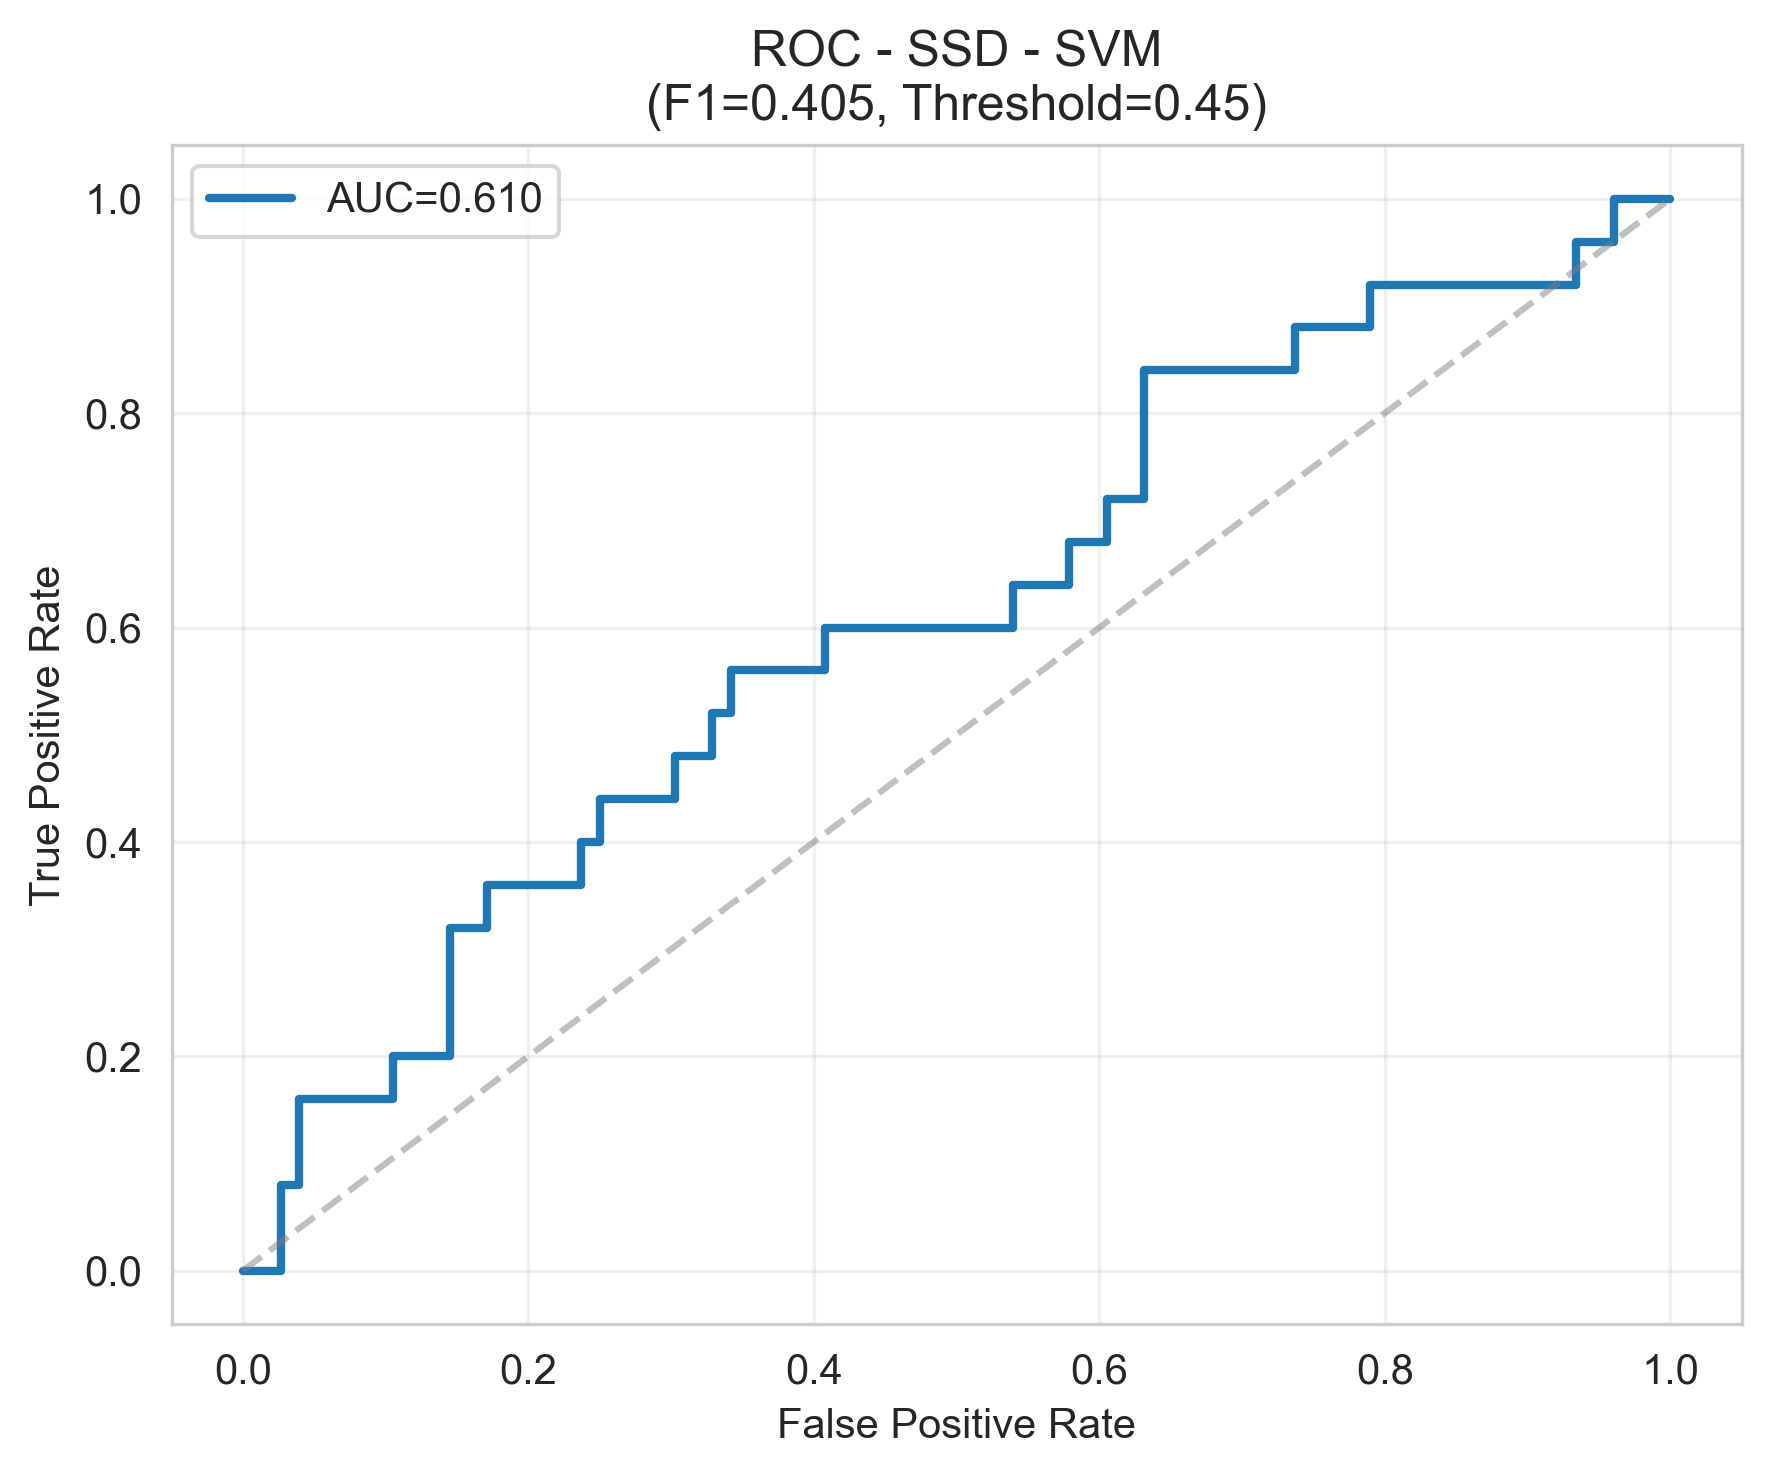 ROC - SSD - SVM
(F1=0.405, Threshold=0.45)
AUC=0.610
1.0
0.8
0.6
0.4
0.2
0.0
True Positive Rate
0.0 0.2 0.4 0.6 0.8 1.0
False Positive Rate